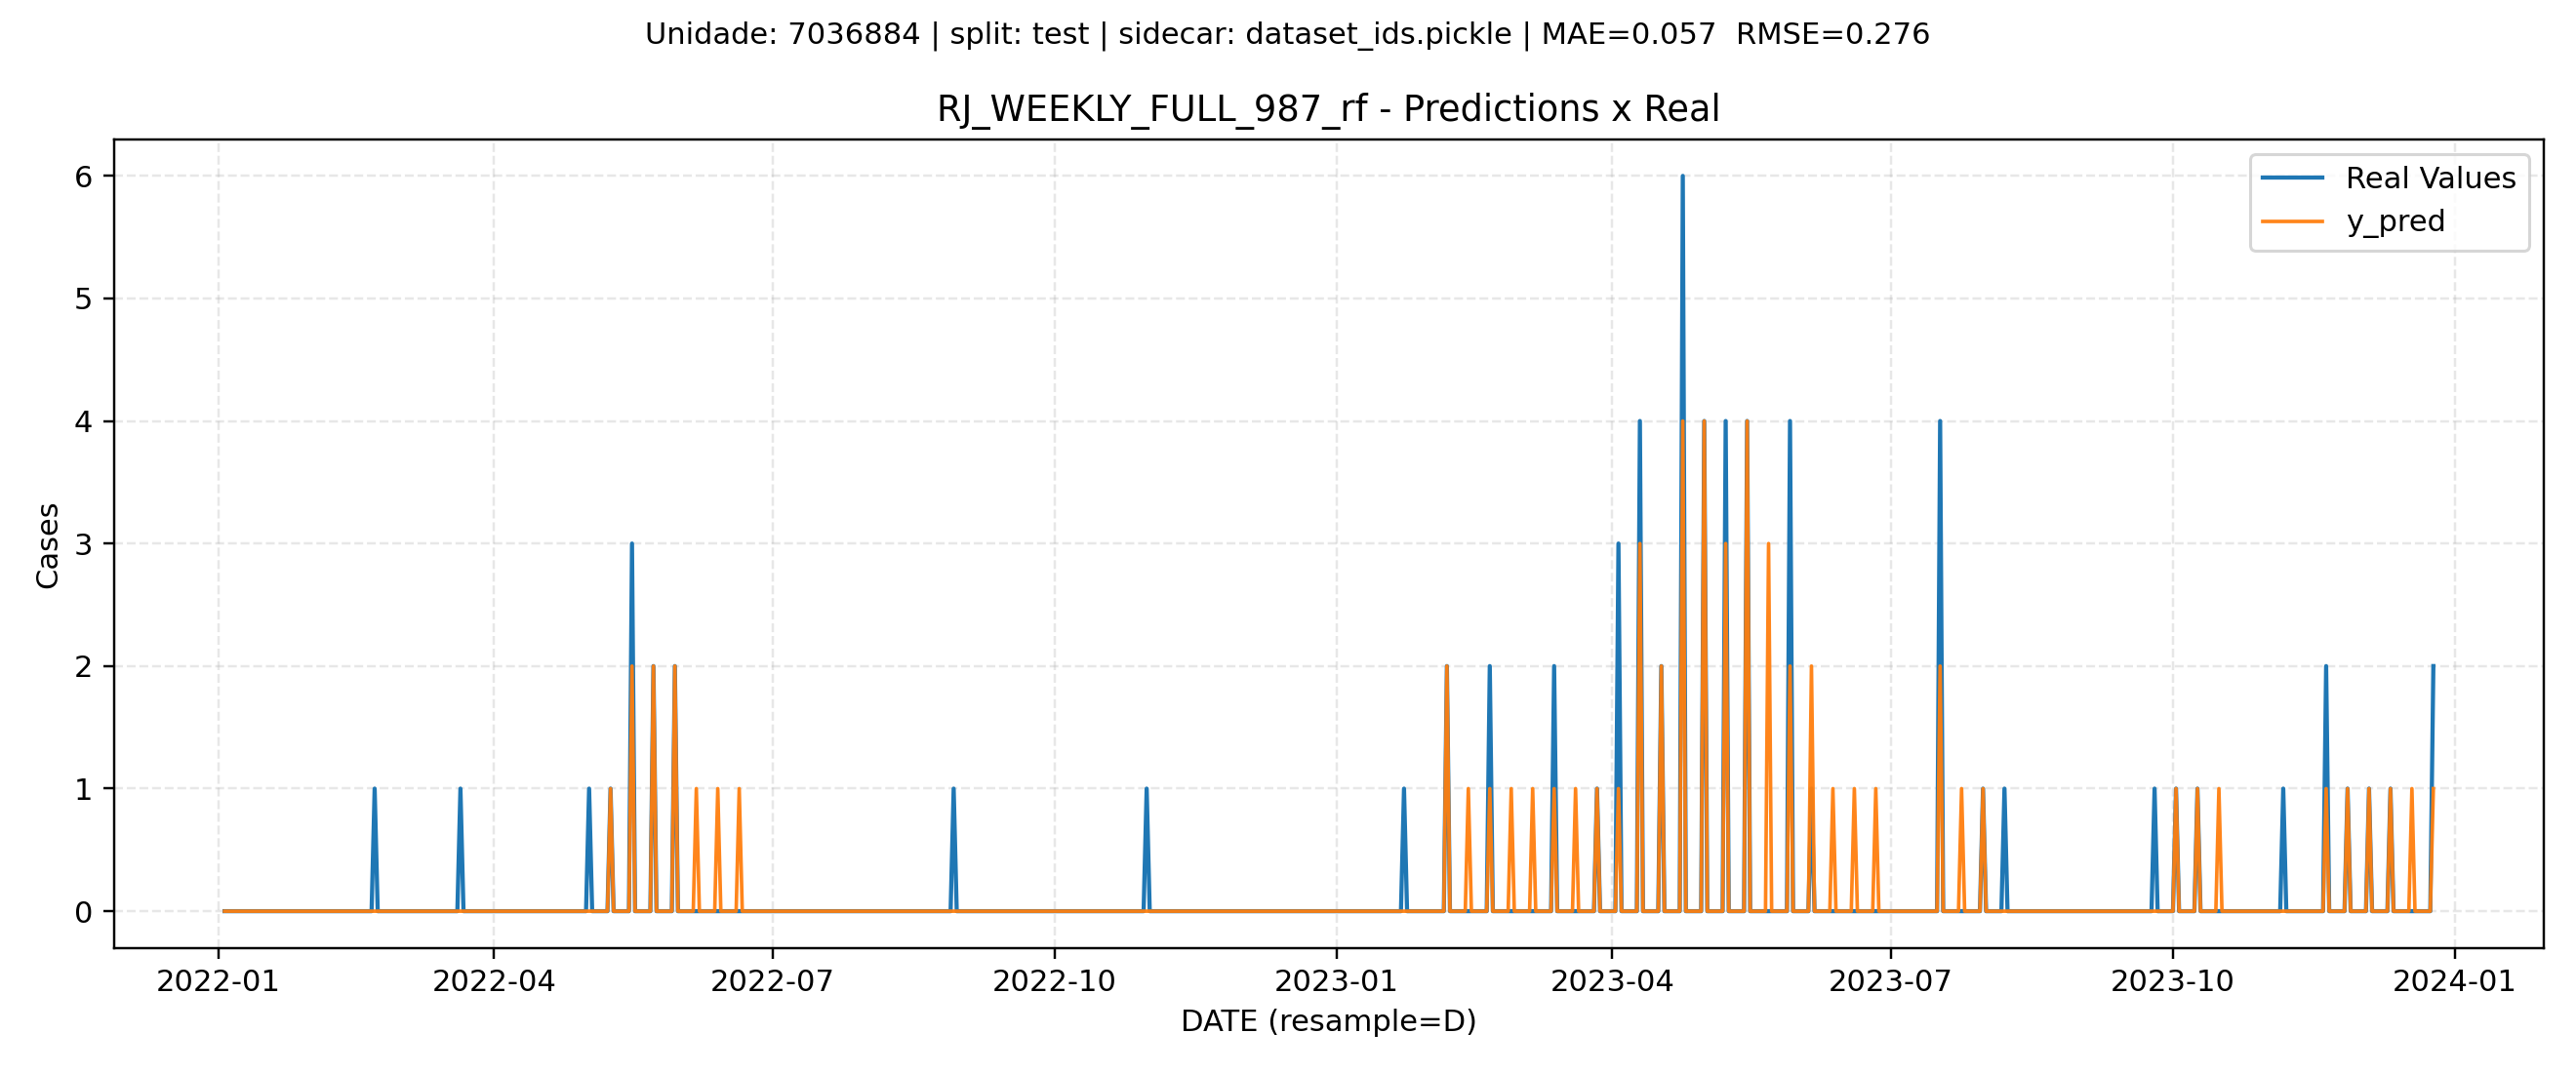 Unidade: 7036884 | split: test | sidecar: dataset_ids.pickle | MAE=0.057  RMSE=0.276
RJ_WEEKLY_FULL_987_rf - Predictions x Real
Real Values
y_pred
6
5
4
3
2
1
0
Cases
2022-01
2022-04
2022-07
2022-10
2023-01
2023-04
2023-07
2023-10
2024-01
DATE (resample=D)